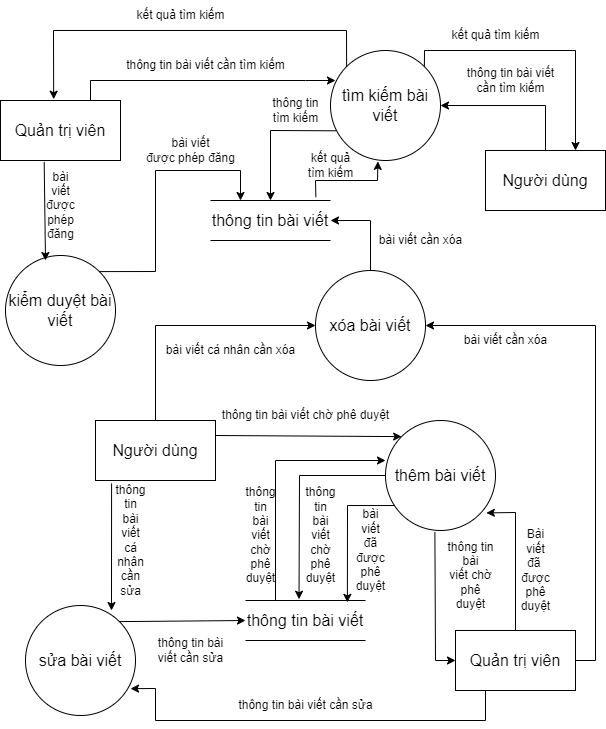 kết quả tìm kiếm
kết quả tìm kiếm
thông tin bài viết cần tìm kiếm
thông tin bài viết
cần tìm kiếm
tìm kiếm bài
viết
thông tin
tìm kiếm
Quản trị viên
bài viết
được phép đăng
kết quả
tìm kiếm
Người dùng
bài
viết
được
phép
đăng
thông tin bài viết
bài viết cần xóa
kiểm duyệt bài
viết
xóa bài viết
bài viết cần xóa
bài viết cá nhân cần xóa
thông tin bài viết chờ phê duyệt
Người dùng
thêm bài viết
thông
tin
bài
viết
cá
nhân
cần
sửa
thông
tin
bài
viết
chờ
phê
duyệt
thông
tin
bài
viết
chờ
phê
duyệt
bài
viết
đã
được
phê
duyệt
thông tin
bài
viết chờ
phê
duyệt
Bài
viết
đã
được
phê
duyệt
thông tin bài viết
thông tin bài
viết cần sửa
sửa bài viết
Quản trị viên
thông tin bài viết cần sửa